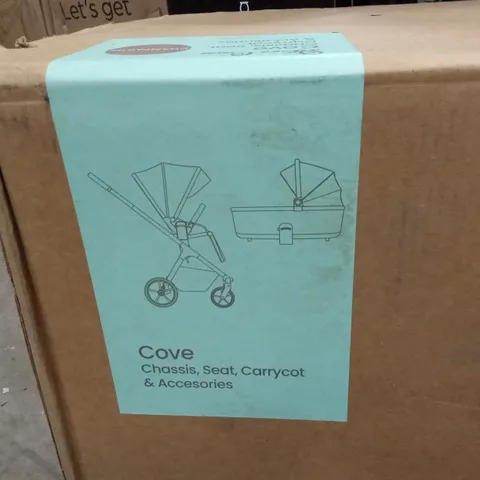 Let's get
Cove
Chassis, Seat, Carrycot
& Accesories